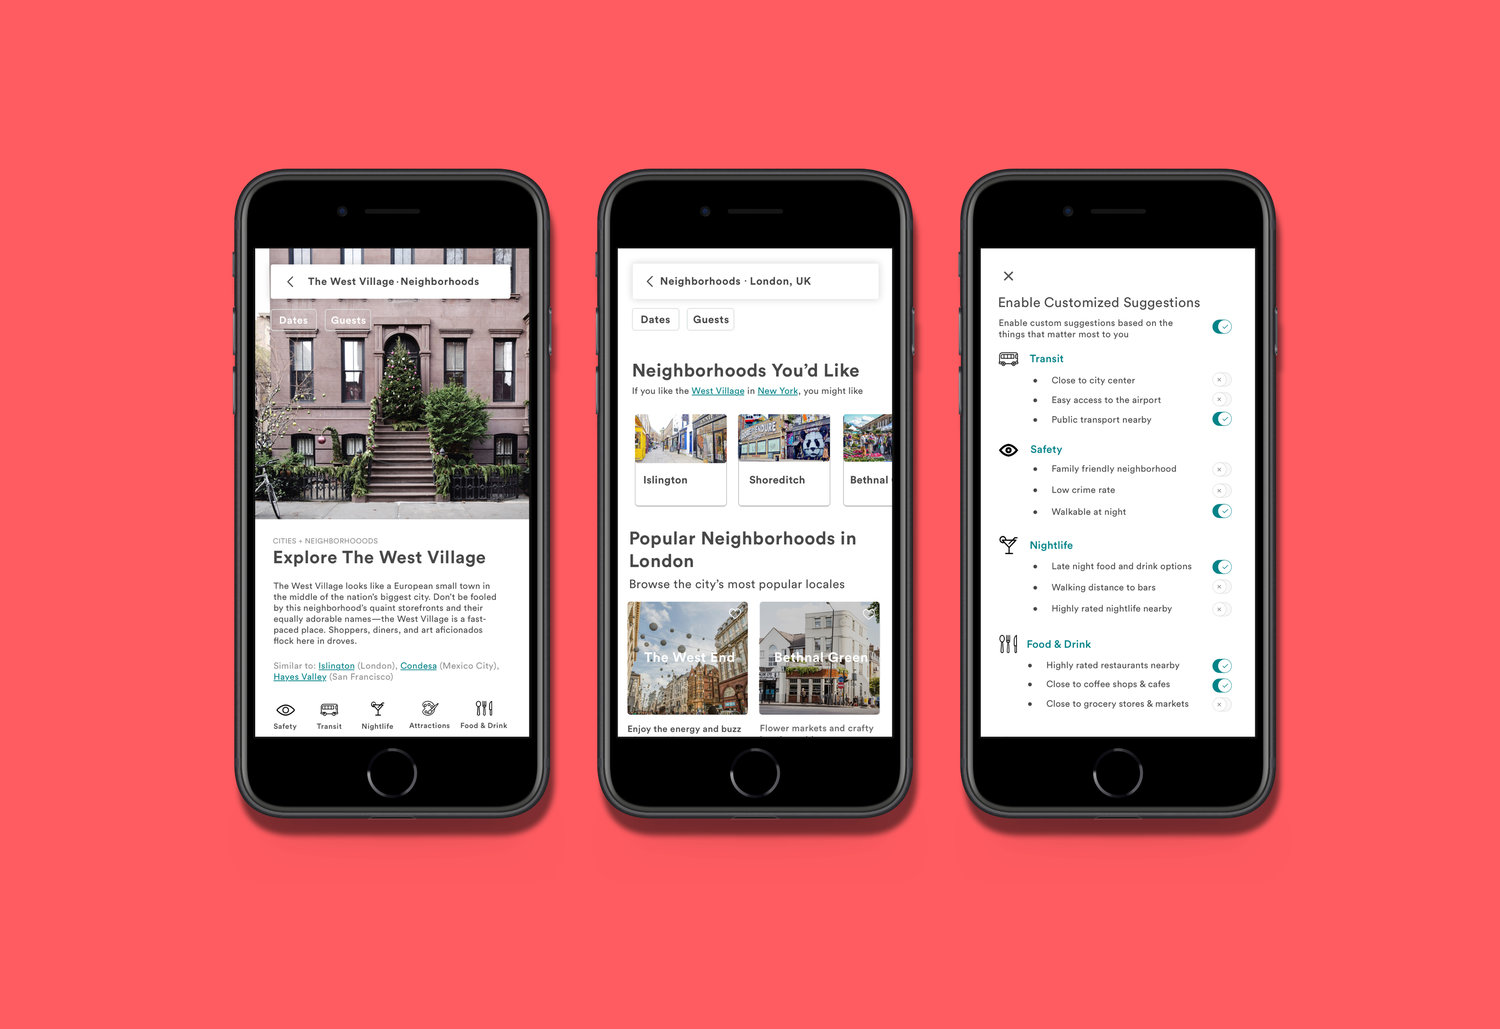 The West Village · Neighborhoods
Dates
Guests
CITIES + NEIGHBORHOOODS
Explore The West Village
The West Village looks like a European small town in
the middle of the nation's biggest city. Don't be fooled
by this neighborhood's quaint storefronts and their
equally adorable names—the West Village is a fast-
paced place. Shoppers, diners, and art aficionados
flock here in droves.
Similar to: Islington (London), Condesa (Mexico City),
Hayes Valley (San Francisco)
Safety
Transit
Nightlife
Attractions
Food & Drink
Neighborhoods · London, UK
Dates
Guests
Neighborhoods You'd Like
If you like the West Village in New York, you might like
Islington
Shoreditch
Bethnal
Popular Neighborhoods in
London
Browse the city's most popular locales
The West End
Bethnal Green
Enjoy the energy and buzz
Flower markets and crafty
Enable Customized Suggestions
Enable custom suggestions based on the
things that matter most to you
Transit
• Close to city center
• Easy access to the airport
• Public transport nearby
Safety
• Family friendly neighborhood
• Low crime rate
• Walkable at night
Nightlife
• Late night food and drink options
• Walking distance to bars
• Highly rated nightlife nearby
Food & Drink
• Highly rated restaurants nearby
• Close to coffee shops & cafes
• Close to grocery stores & markets